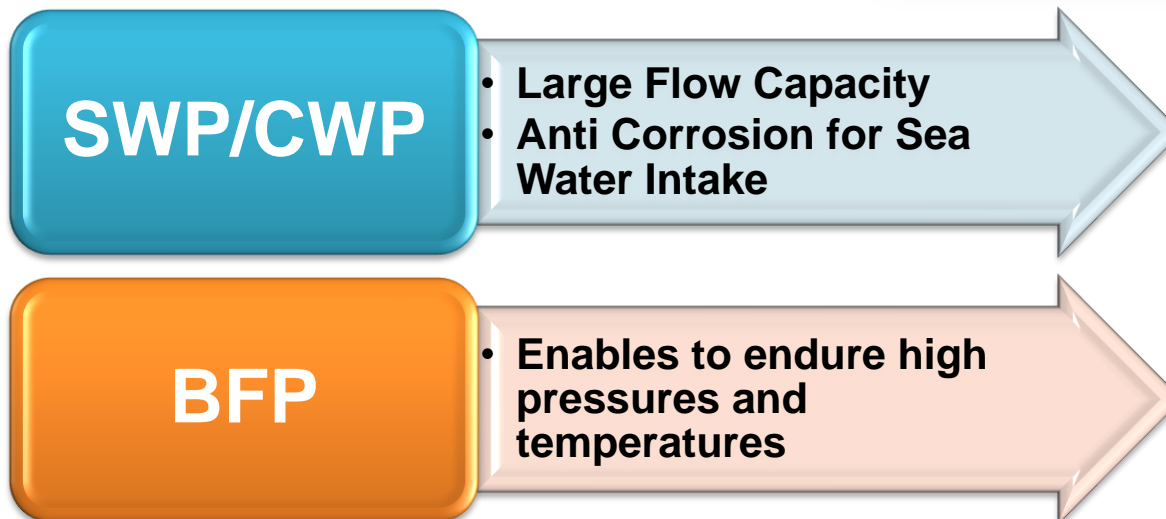 SWP/CWP
• Large Flow Capacity
• Anti Corrosion for Sea
Water Intake
BFP
• Enables to endure high
pressures and
temperatures